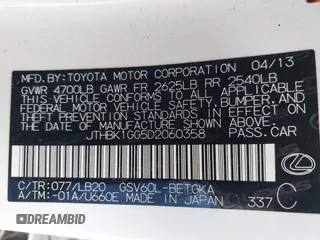 MFD.BY:TOYOTA MOTOR CORPORATION 04/13
GVWR 4700LB GAWR FR 2625LB RR 2540LB
THIS VEHICLE CONFORMS TO ALL APPLICABLE
FEDERAL MOTOR VEHICLE SAFETY,
BUMPER, AND THEFT PREVENTION STANDARDS
IN EFFECT ON THE DATE OF MANUFACTURE SHOWN ABOVE.
JTHBK1GG5D2060358 PASS.CAR
C/TR:077/LB20 GSV60L-BETGKA
A/TM:-01A/U660E MADE IN JAPAN 337 C
DREAMBID